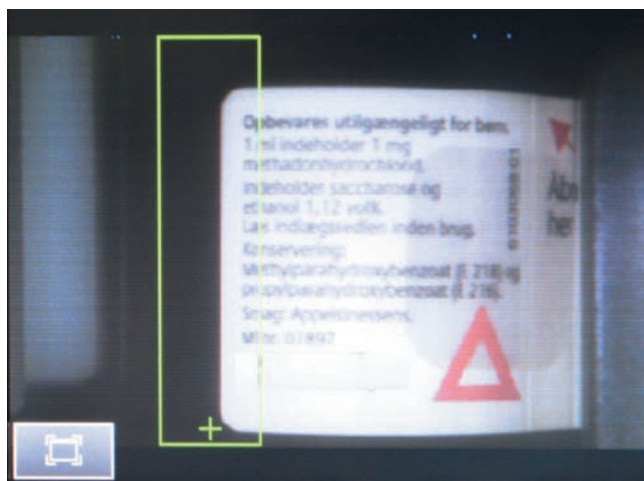 Opbevares utilgængeligt for børn.
1 ml indeholder 1 mg
methadonhydrochlorid.
Indeholder saccharose og
ethanol 1,12 vol%.
Læs indlægssedlen inden brug.
Konservering:
Methylparahydroxybenzoat (E 218) og
propylparahydroxybenzoat (E 216).
Smag: Appelsinessens.
MTnr. 07897
her